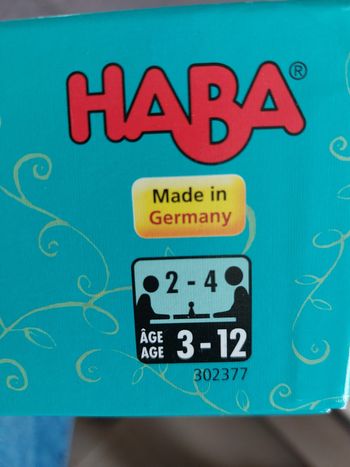 HABA®
Made in
Germany
2 - 4
ÂGE
AGE 3 - 12
302377